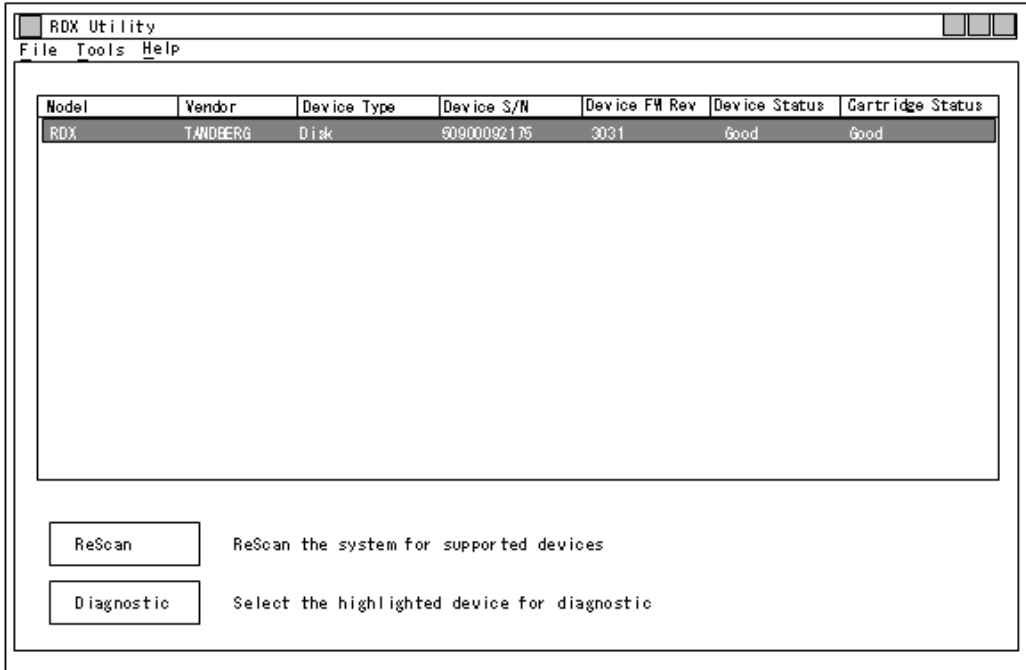 RDX Utility
File Tools Help
Model Vendor Device Type Device S/N Device FW Rev Device Status Cartridge Status
RDX TANDBERG Disk 50900092175 3031 Good Good
ReScan ReScan the system for supported devices
Diagnostic Select the highlighted device for diagnostic